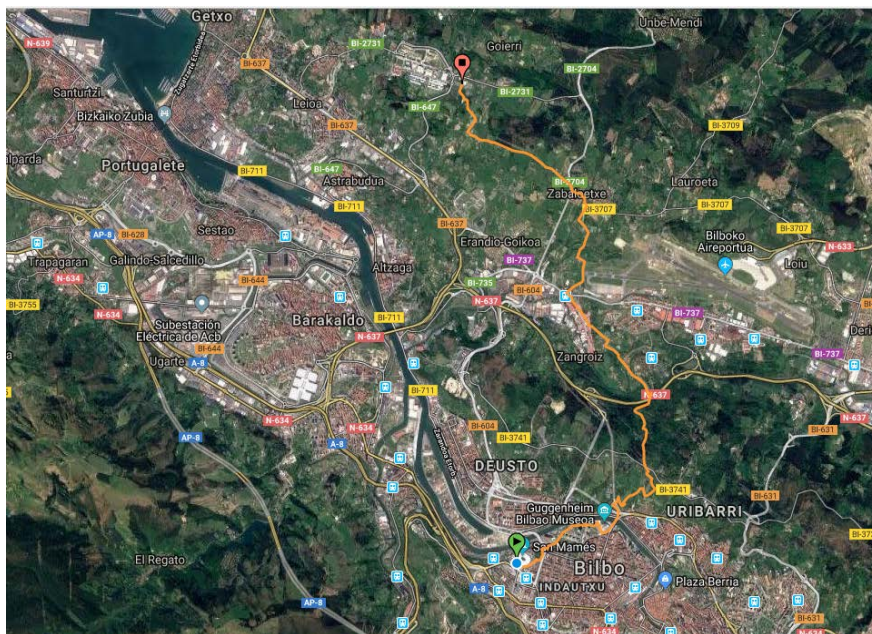 Getxo
Unbe-Mendi
N-639
BI-2731
Goierri
BI-637
BI-2731
BI-2704
Zugatzarte Etorbidea
Santurtzi
BI-2731
Leioa
BI-647
Bizkaiko Zubia
BI-637
BI-3709
Portugalete
BI-711
BI-647
Astrabudua
BI-2704
Lauroeta
Zabaloetxe
BI-711
BI-3707
BI-3707
BI-637
Sestao
AP-8
BI-628
Erandio-Goikoa
Bilboko
Aireportua
BI-3707
N-633
Trapagaran
Galindo-Salcedillo
Altzaga
BI-737
Loiu
N-634
BI-644
BI-735
BI-604
N-637
BI-3755
N-634
Subestación
Eléctrica de Acb
Barakaldo
BI-711
BI-737
N-637
BI-644
Ugarte
A-8
Zangroiz
BI-737
BI-711
N-637
N-634
N-637
BI-604
BI-3741
BI-631
AP-8
A-8
N-634
DEUSTO
BI-3741
BI-631
Guggenheim
Bilbao Museoa
URIBARRI
San Mamés
El Regato
Bilbo
A-8
INDAUTXU
Plaza Berria
AP-8
BI-631
N-634